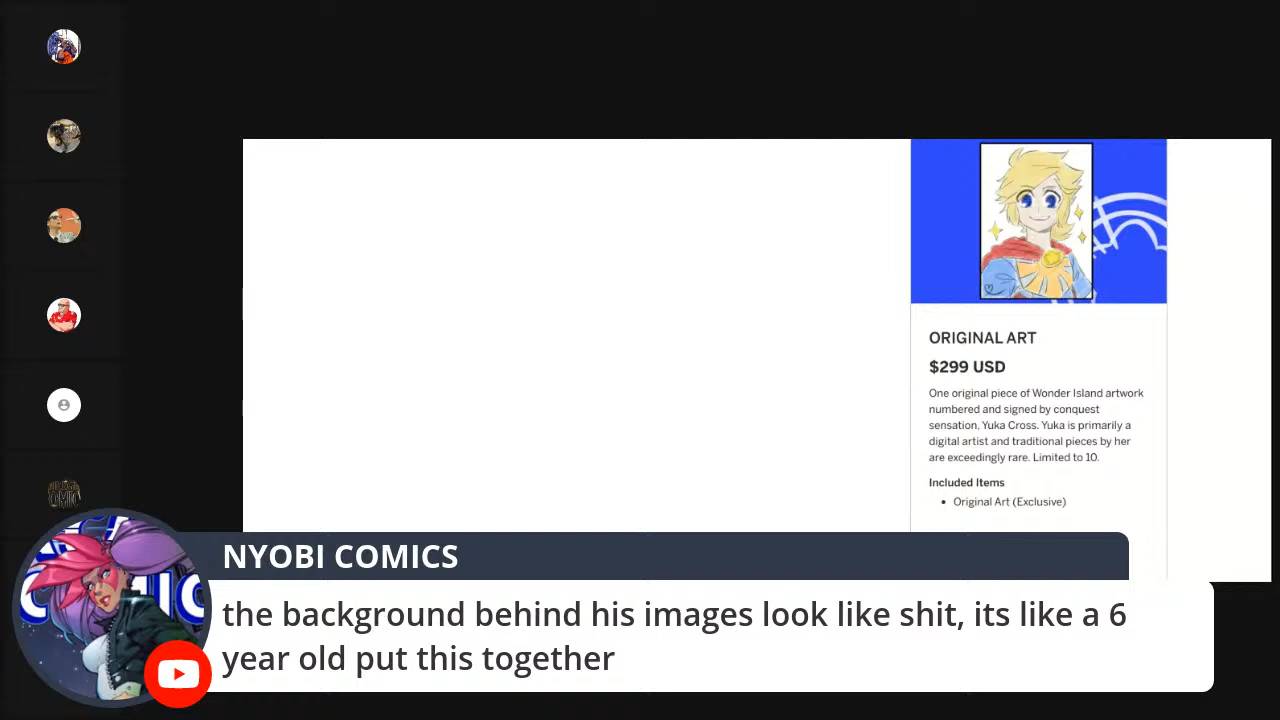 ORIGINAL ART
$299 USD
One original piece of Wonder Island artwork
numbered and signed by conquest
sensation, Yuka Cross. Yuka is primarily a
digital artist and traditional pieces by her
are exceedingly rare. Limited to 10.
Included Items
• Original Art (Exclusive)
NYOBI COMICS
the background behind his images look like shit, its like a 6
year old put this together